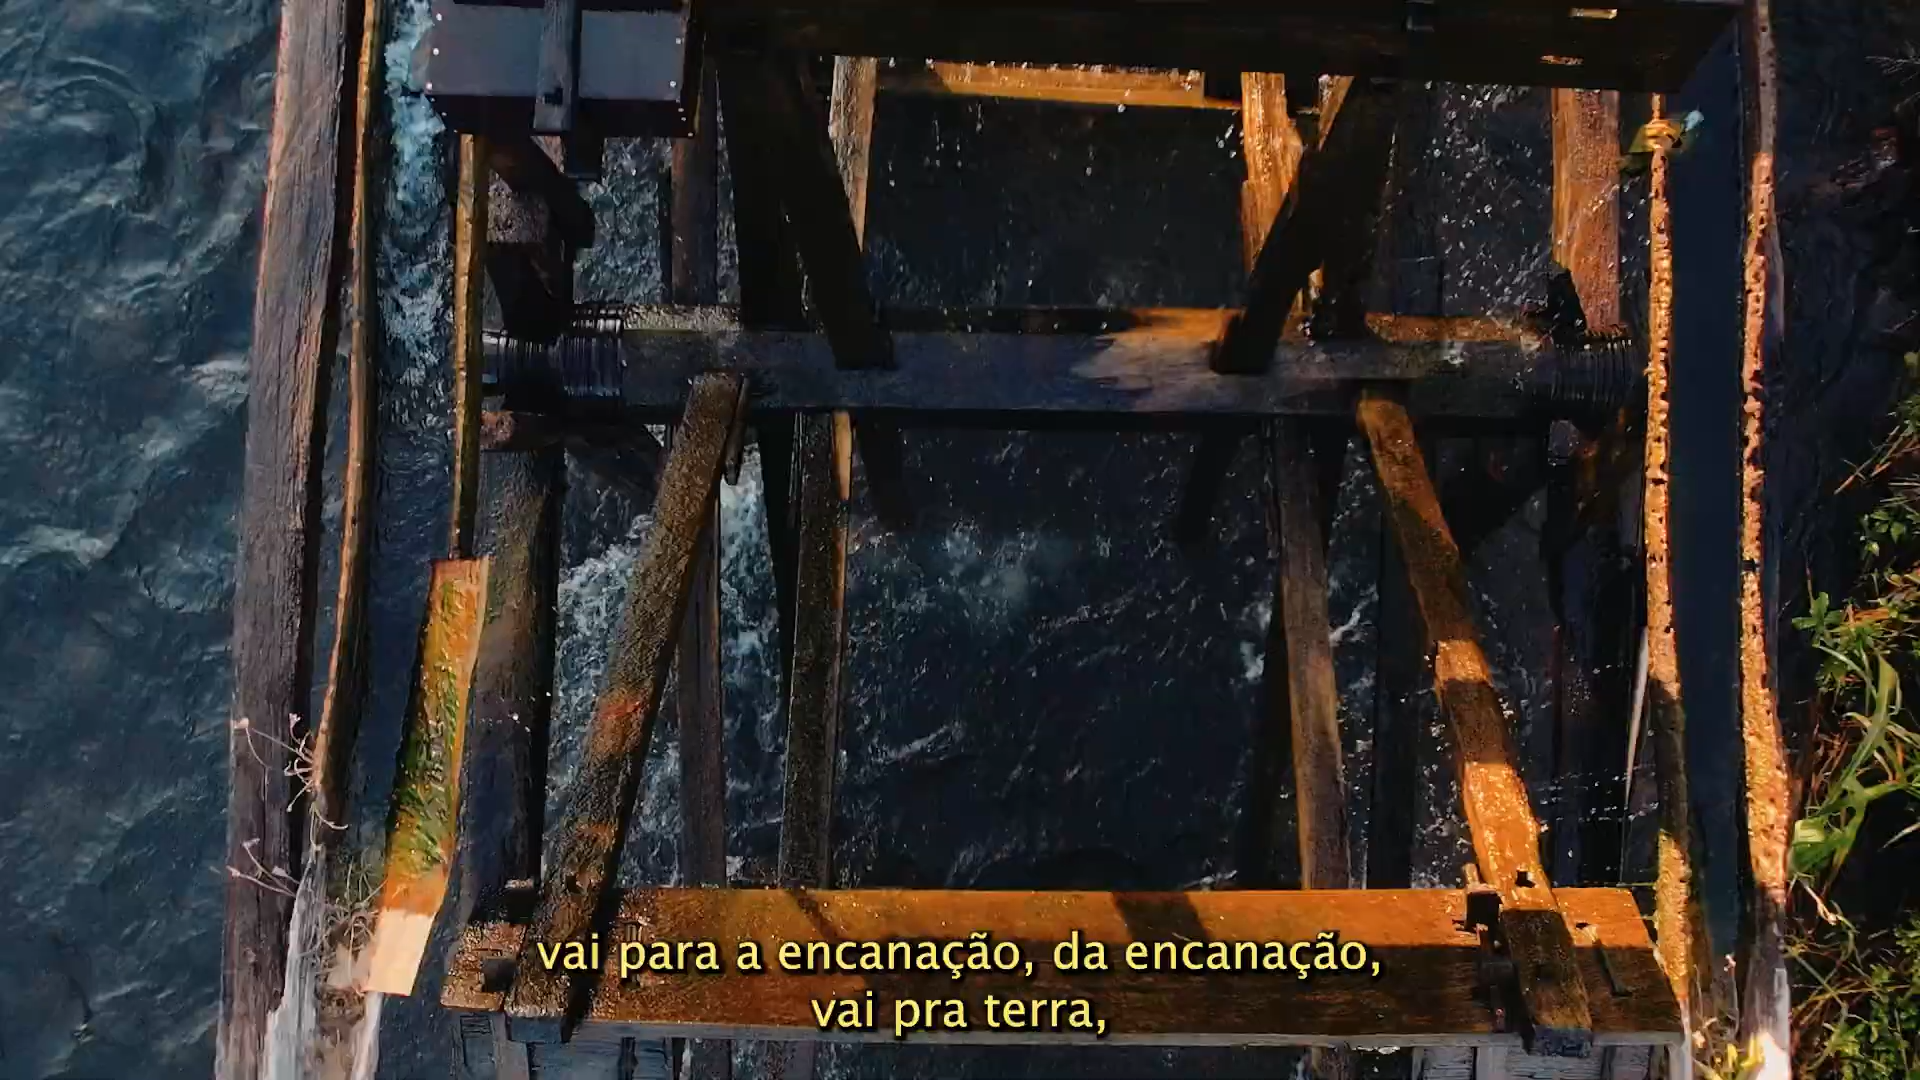 vai para a encanação, da encanação,
vai pra terra,